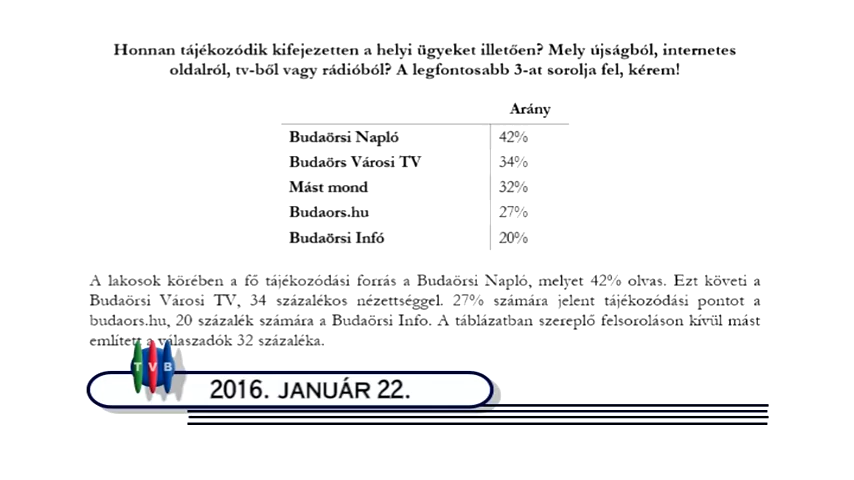 Honnan tájékozódik kifejezetten a helyi ügyeket illetően? Mely újságból, internetes
oldalról, tv-ből vagy rádióból? A legfontosabb 3-at sorolja fel, kérem!
Arány
Budaörsi Napló 42%
Budaörs Városi TV 34%
Mást mond 32%
Budaors.hu 27%
Budaörsi Infó 20%
A lakosok körében a fő tájékozódási forrás a Budaörsi Napló, melyet 42% olvas. Ezt követi a
Budaörsi Városi TV, 34 százalékos nézettséggel. 27% számára jelent tájékozódási pontot a
budaors.hu, 20 százalék számára a Budaörsi Info. A táblázatban szereplő felsoroláson kívül mást
említett a válaszadók 32 százaléka.
TVB
2016. JANUÁR 22.